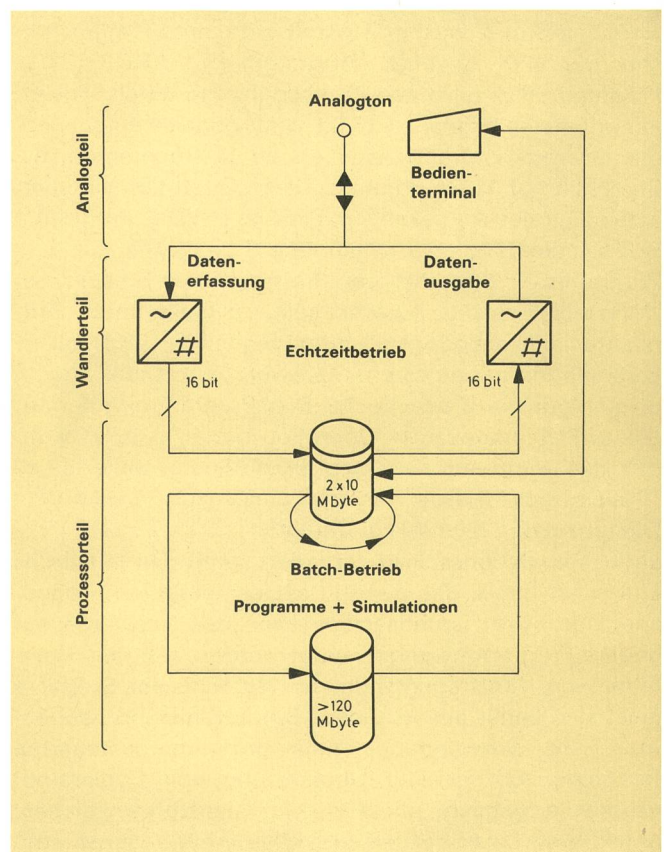 Analogteil
Analogton
Bedien-
terminal
Wandlerteil
Daten-
erfassung
Daten-
ausgabe
~
#
~
#
Echtzeitbetrieb
16 bit
16 bit
Prozessorteil
2 x 10
Mbyte
Batch-Betrieb
Programme + Simulationen
>120
Mbyte